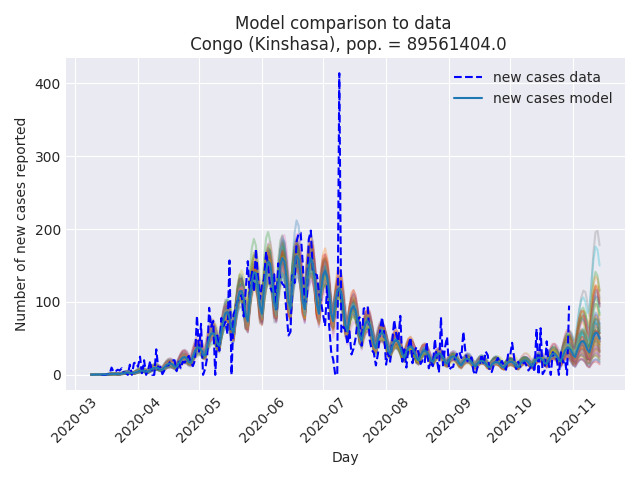 Model comparison to data
Congo (Kinshasa), pop. = 89561404.0
new cases data
new cases model
Number of new cases reported
400
300
200
100
0
2020-03
2020-04
2020-05
2020-06
2020-07
2020-08
2020-09
2020-10
2020-11
Day